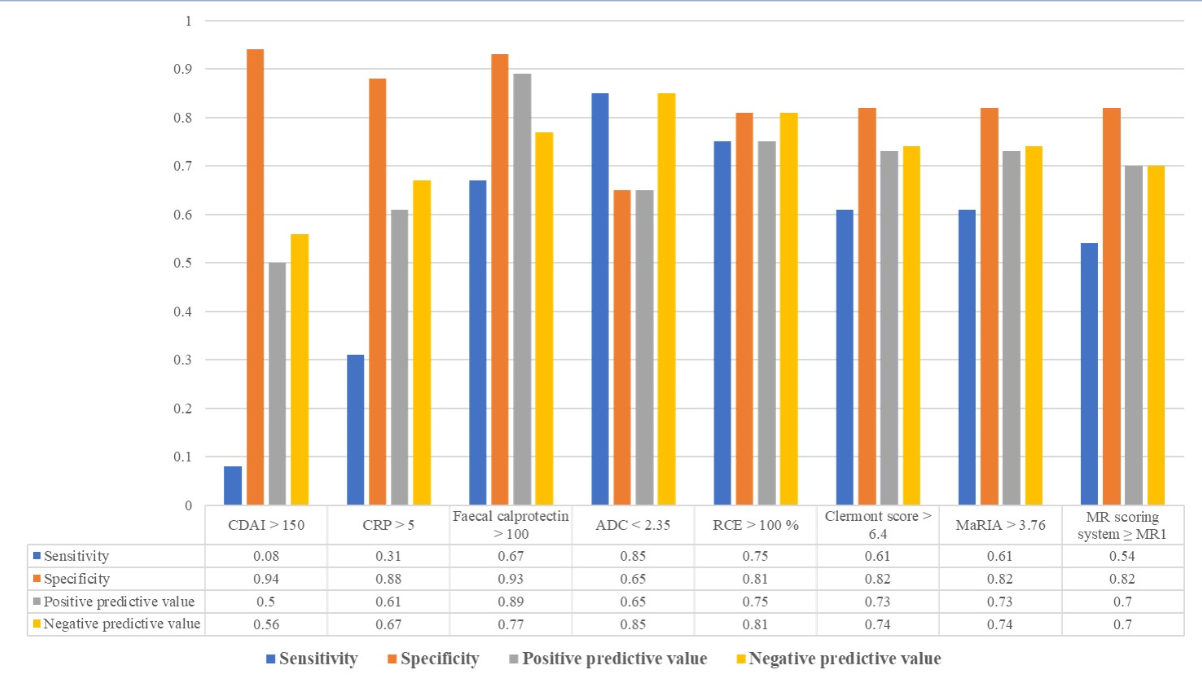 1
0.9
0.8
0.7
0.6
0.5
0.4
0.3
0.2
0.1
0
CDAI > 150 CRP > 5 Faecal calprotectin > 100 ADC < 2.35 RCE > 100 % Clermont score > 6.4 MaRIA > 3.76 MR scoring system ≥ MR1
Sensitivity 0.08 0.31 0.67 0.85 0.75 0.61 0.61 0.54
Specificity 0.94 0.88 0.93 0.65 0.81 0.82 0.82 0.82
Positive predictive value 0.5 0.61 0.89 0.65 0.75 0.73 0.73 0.7
Negative predictive value 0.56 0.67 0.77 0.85 0.81 0.74 0.74 0.7
Sensitivity Specificity Positive predictive value Negative predictive value